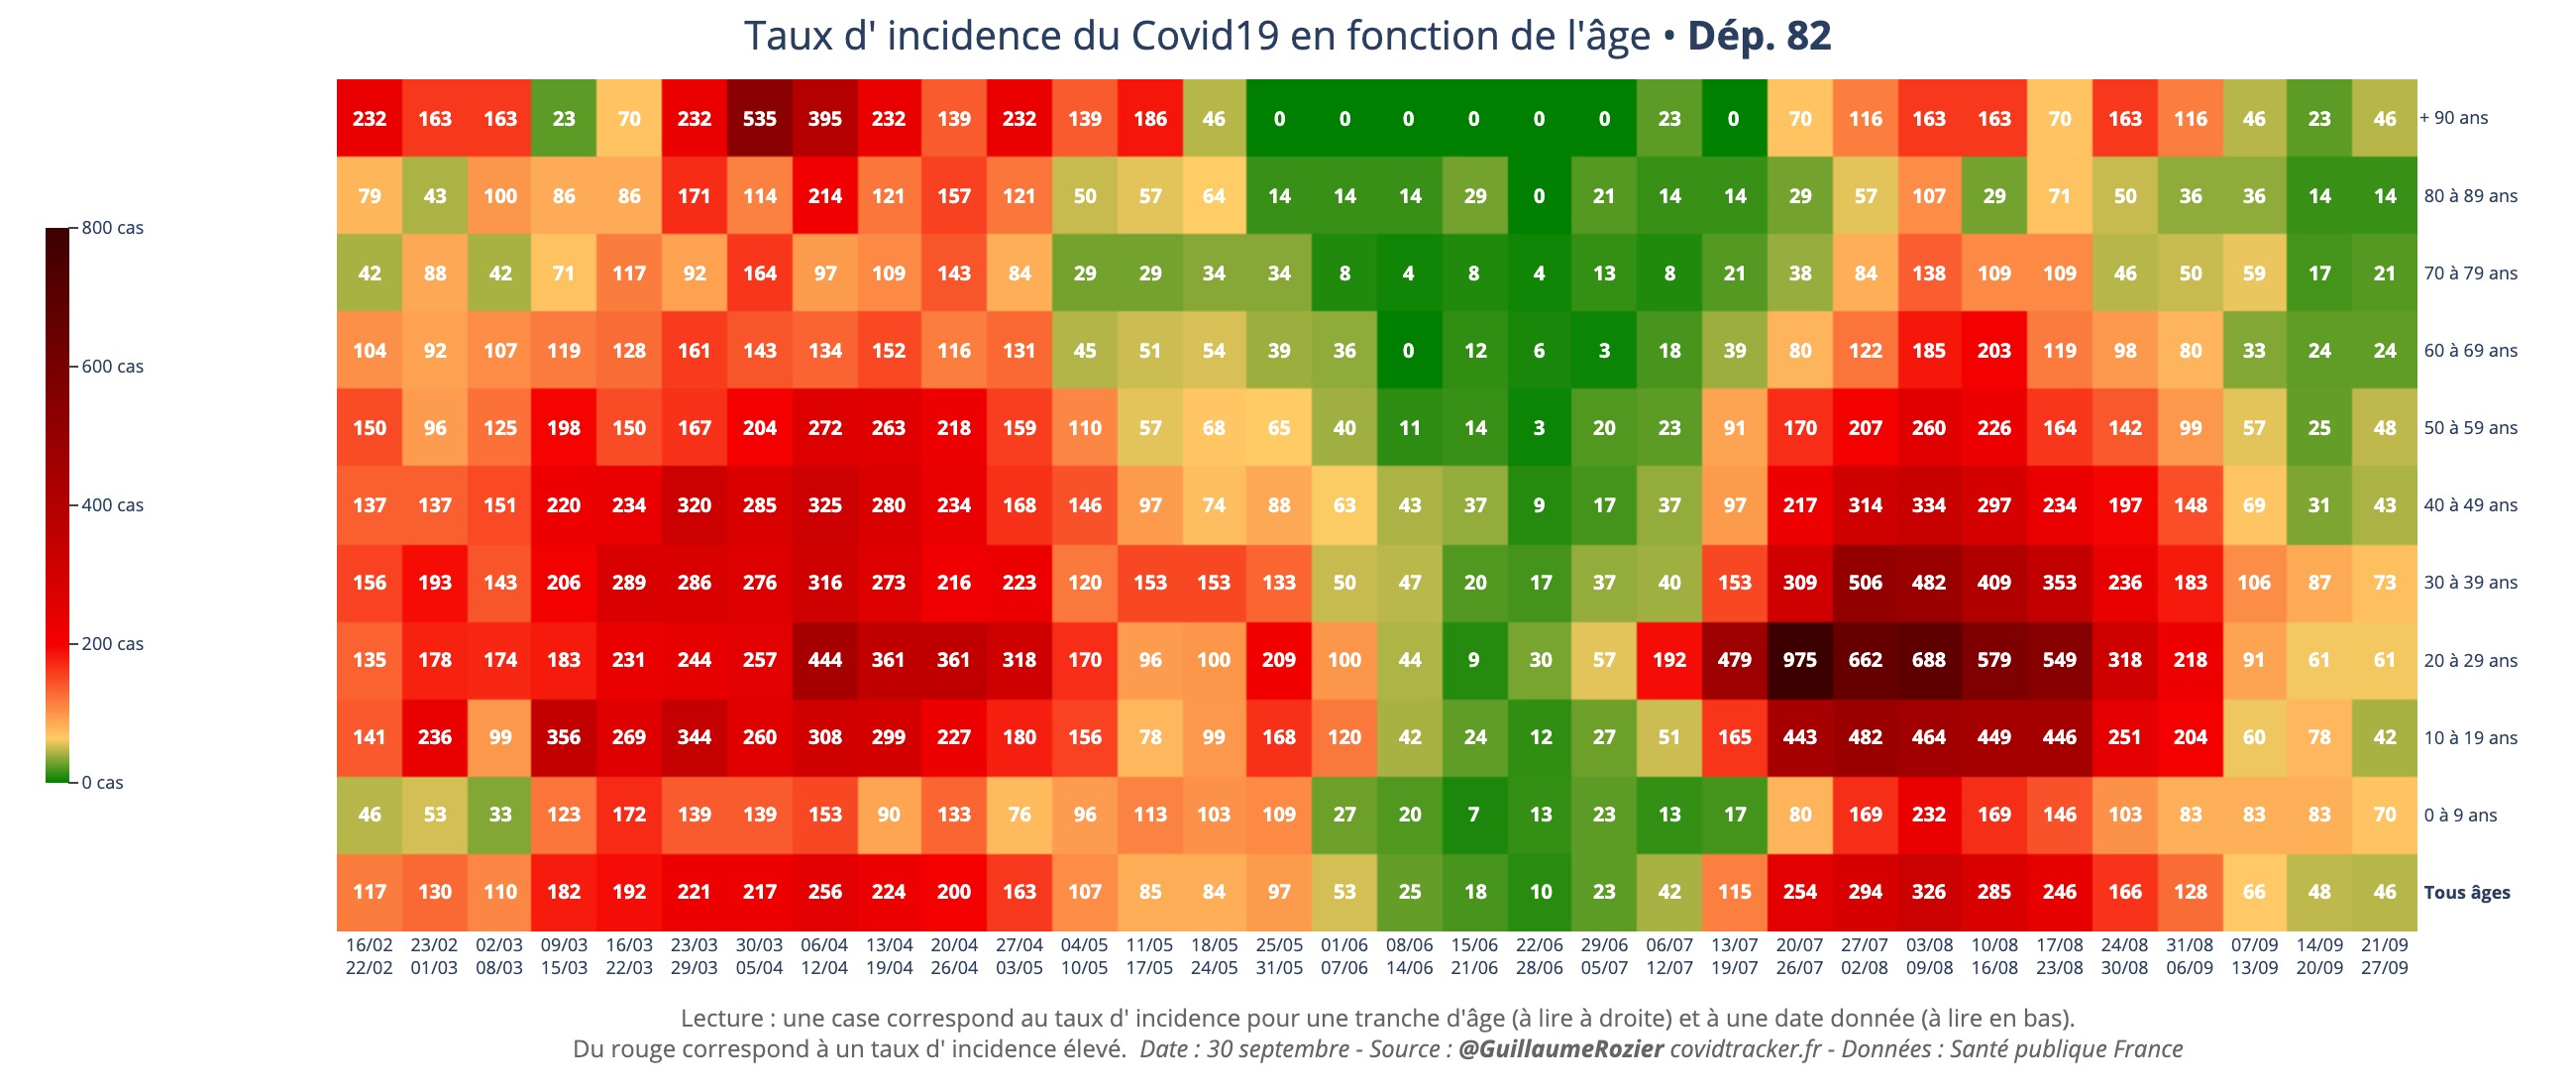 Taux d' incidence du Covid19 en fonction de l'âge • Dép. 82
800 cas
600 cas
400 cas
200 cas
0 cas
232 163 163 23 70 232 535 395 232 139 232 139 186 46 0 0 0 0 0 0 23 0 70 116 163 163 70 163 116 46 23 46 + 90 ans
79 43 100 86 86 171 114 214 121 157 121 50 57 64 14 14 14 29 0 21 14 14 29 57 107 29 71 50 36 36 14 14 80 à 89 ans
42 88 42 71 117 92 164 97 109 143 84 29 29 34 34 8 4 8 4 13 8 21 38 84 138 109 109 46 50 59 17 21 70 à 79 ans
104 92 107 119 128 161 143 134 152 116 131 45 51 54 39 36 0 12 6 3 18 39 80 122 185 203 119 98 80 33 24 24 60 à 69 ans
150 96 125 198 150 167 204 272 263 218 159 110 57 68 65 40 11 14 3 20 23 91 170 207 260 226 164 142 99 57 25 48 50 à 59 ans
137 137 151 220 234 320 285 325 280 234 168 146 97 74 88 63 43 37 9 17 37 97 217 314 334 297 234 197 148 69 31 43 40 à 49 ans
156 193 143 206 289 286 276 316 273 216 223 120 153 153 133 50 47 20 17 37 40 153 309 506 482 409 353 236 183 106 87 73 30 à 39 ans
135 178 174 183 231 244 257 444 361 361 318 170 96 100 209 100 44 9 30 57 192 479 975 662 688 579 549 318 218 91 61 61 20 à 29 ans
141 236 99 356 269 344 260 308 299 227 180 156 78 99 168 120 42 24 12 27 51 165 443 482 464 449 446 251 204 60 78 42 10 à 19 ans
46 53 33 123 172 139 139 153 90 133 76 96 113 103 109 27 20 7 13 23 13 17 80 169 232 169 146 103 83 83 83 70 0 à 9 ans
117 130 110 182 192 221 217 256 224 200 163 107 85 84 97 53 25 18 10 23 42 115 254 294 326 285 246 166 128 66 48 46 Tous âges
16/02 23/02 02/03 09/03 16/03 23/03 30/03 06/04 13/04 20/04 27/04 04/05 11/05 18/05 25/05 01/06 08/06 15/06 22/06 29/06 06/07 13/07 20/07 27/07 03/08 10/08 17/08 24/08 31/08 07/09 14/09 21/09
22/02 01/03 08/03 15/03 22/03 29/03 05/04 12/04 19/04 26/04 03/05 10/05 17/05 24/05 31/05 07/06 14/06 21/06 28/06 05/07 12/07 19/07 26/07 02/08 09/08 16/08 23/08 30/08 06/09 13/09 20/09 27/09
Lecture : une case correspond au taux d' incidence pour une tranche d'âge (à lire à droite) et à une date donnée (à lire en bas).
Du rouge correspond à un taux d' incidence élevé. Date : 30 septembre - Source : @GuillaumeRozier covidtracker.fr - Données : Santé publique France